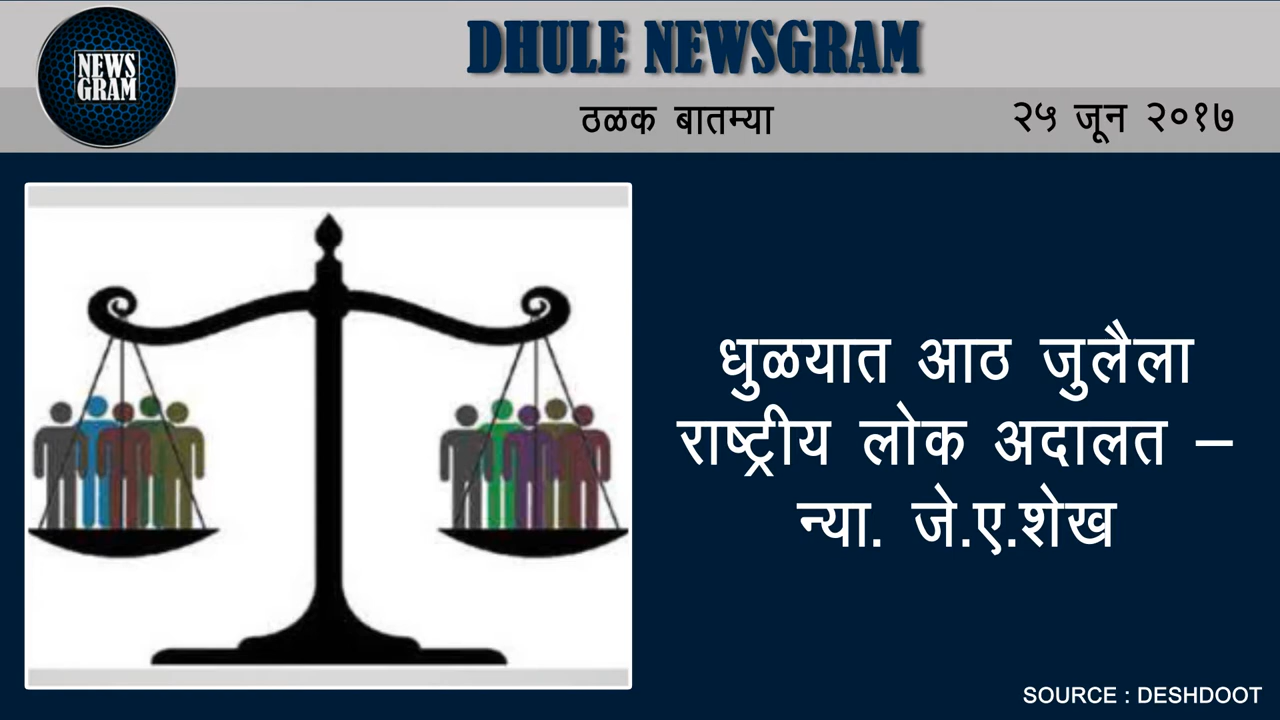 NEWS
GRAM
DHULE NEWSGRAM
ठळक बातम्या
२५ जून २०१७
धुळयात आठ जुलैला
राष्ट्रीय लोक अदालत –
न्या. जे.ए.शेख
SOURCE : DESHDOOT